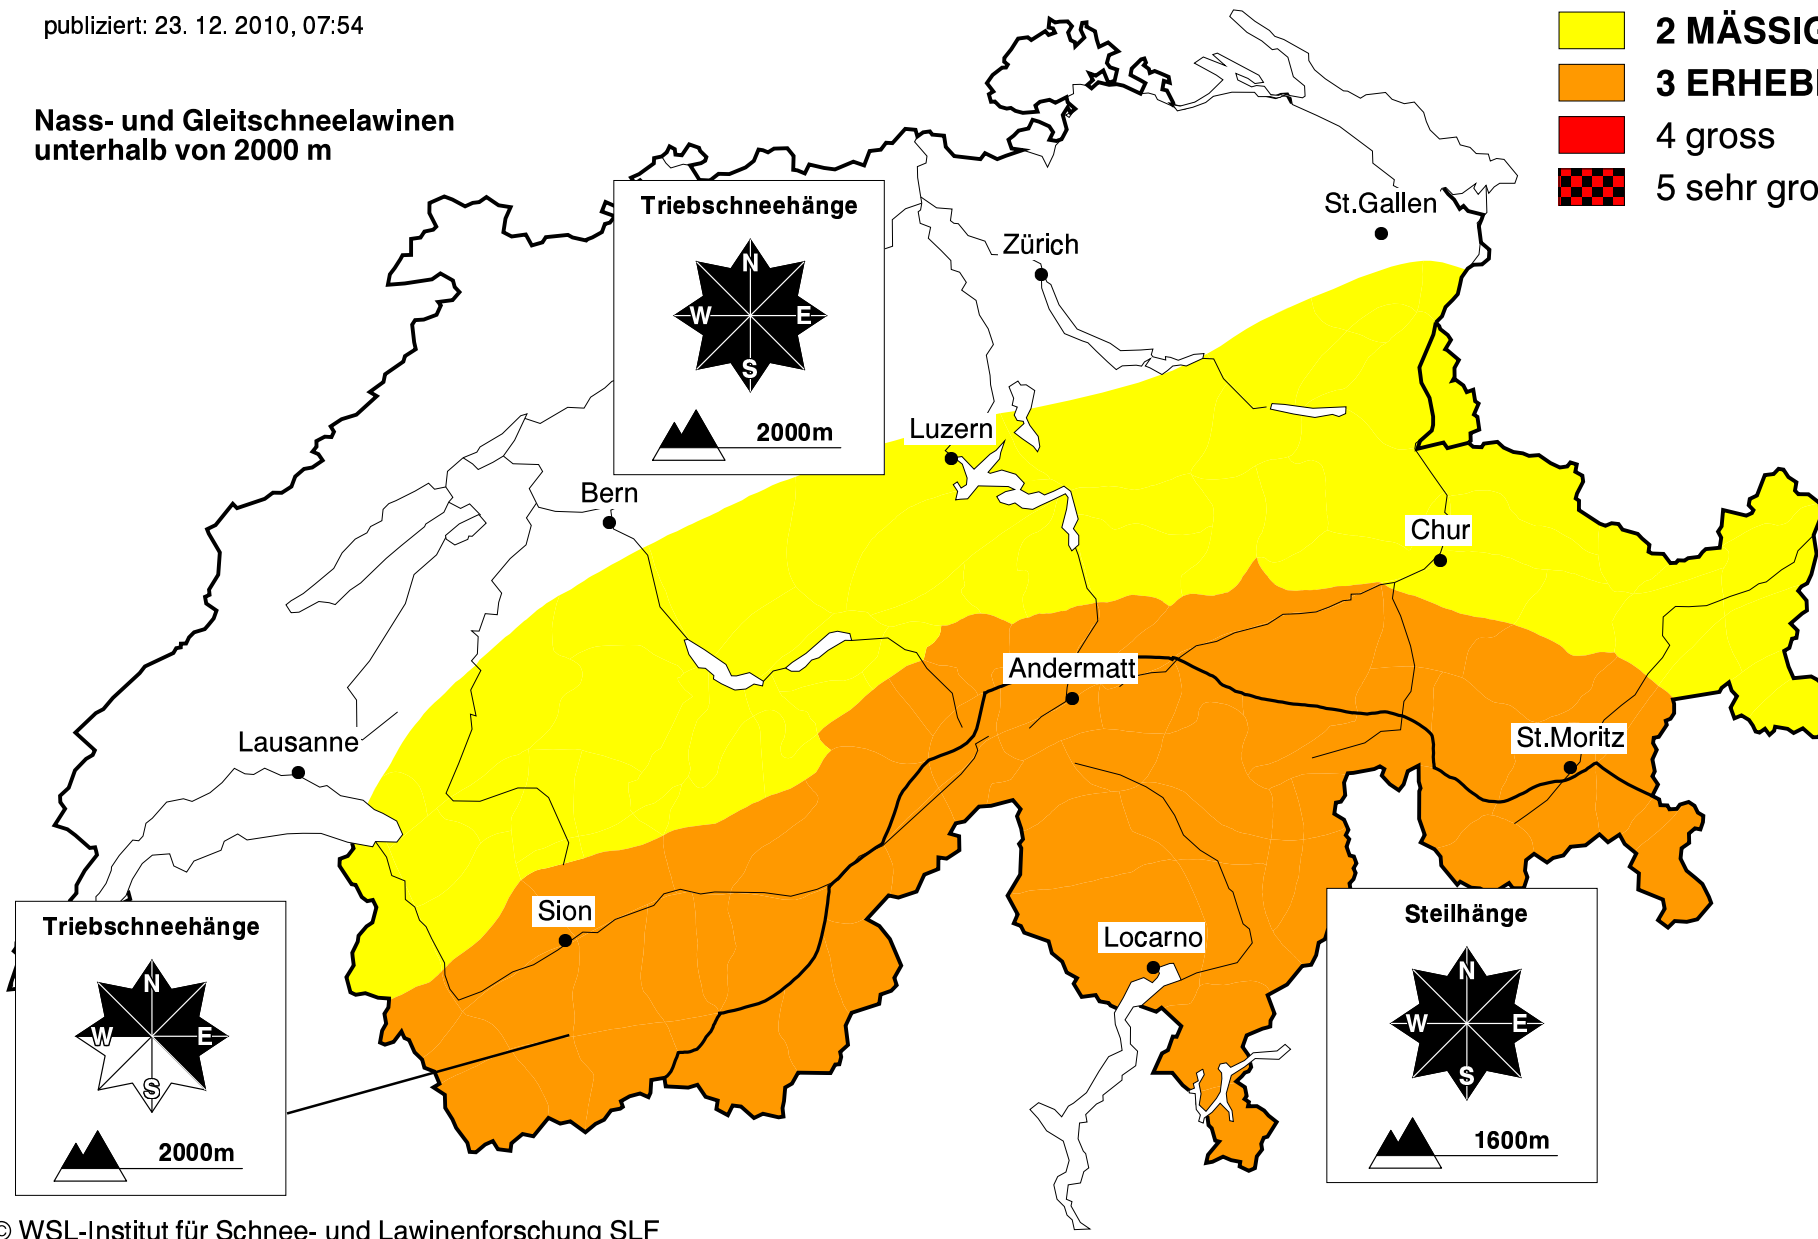 publiziert: 23. 12. 2010, 07:54
Nass- und Gleitschneelawinen
unterhalb von 2000 m
2 MÄSSIG
3 ERHEB
4 gross
5 sehr gro
Triebschneehänge
N
W E
S
2000m
St.Gallen
Zürich
Luzern
Bern
Chur
Andermatt
St.Moritz
Lausanne
Sion
Locarno
Triebschneehänge
N
W E
S
2000m
Steilhänge
N
W E
S
1600m
© WSL-Institut für Schnee- und Lawinenforschung SLF